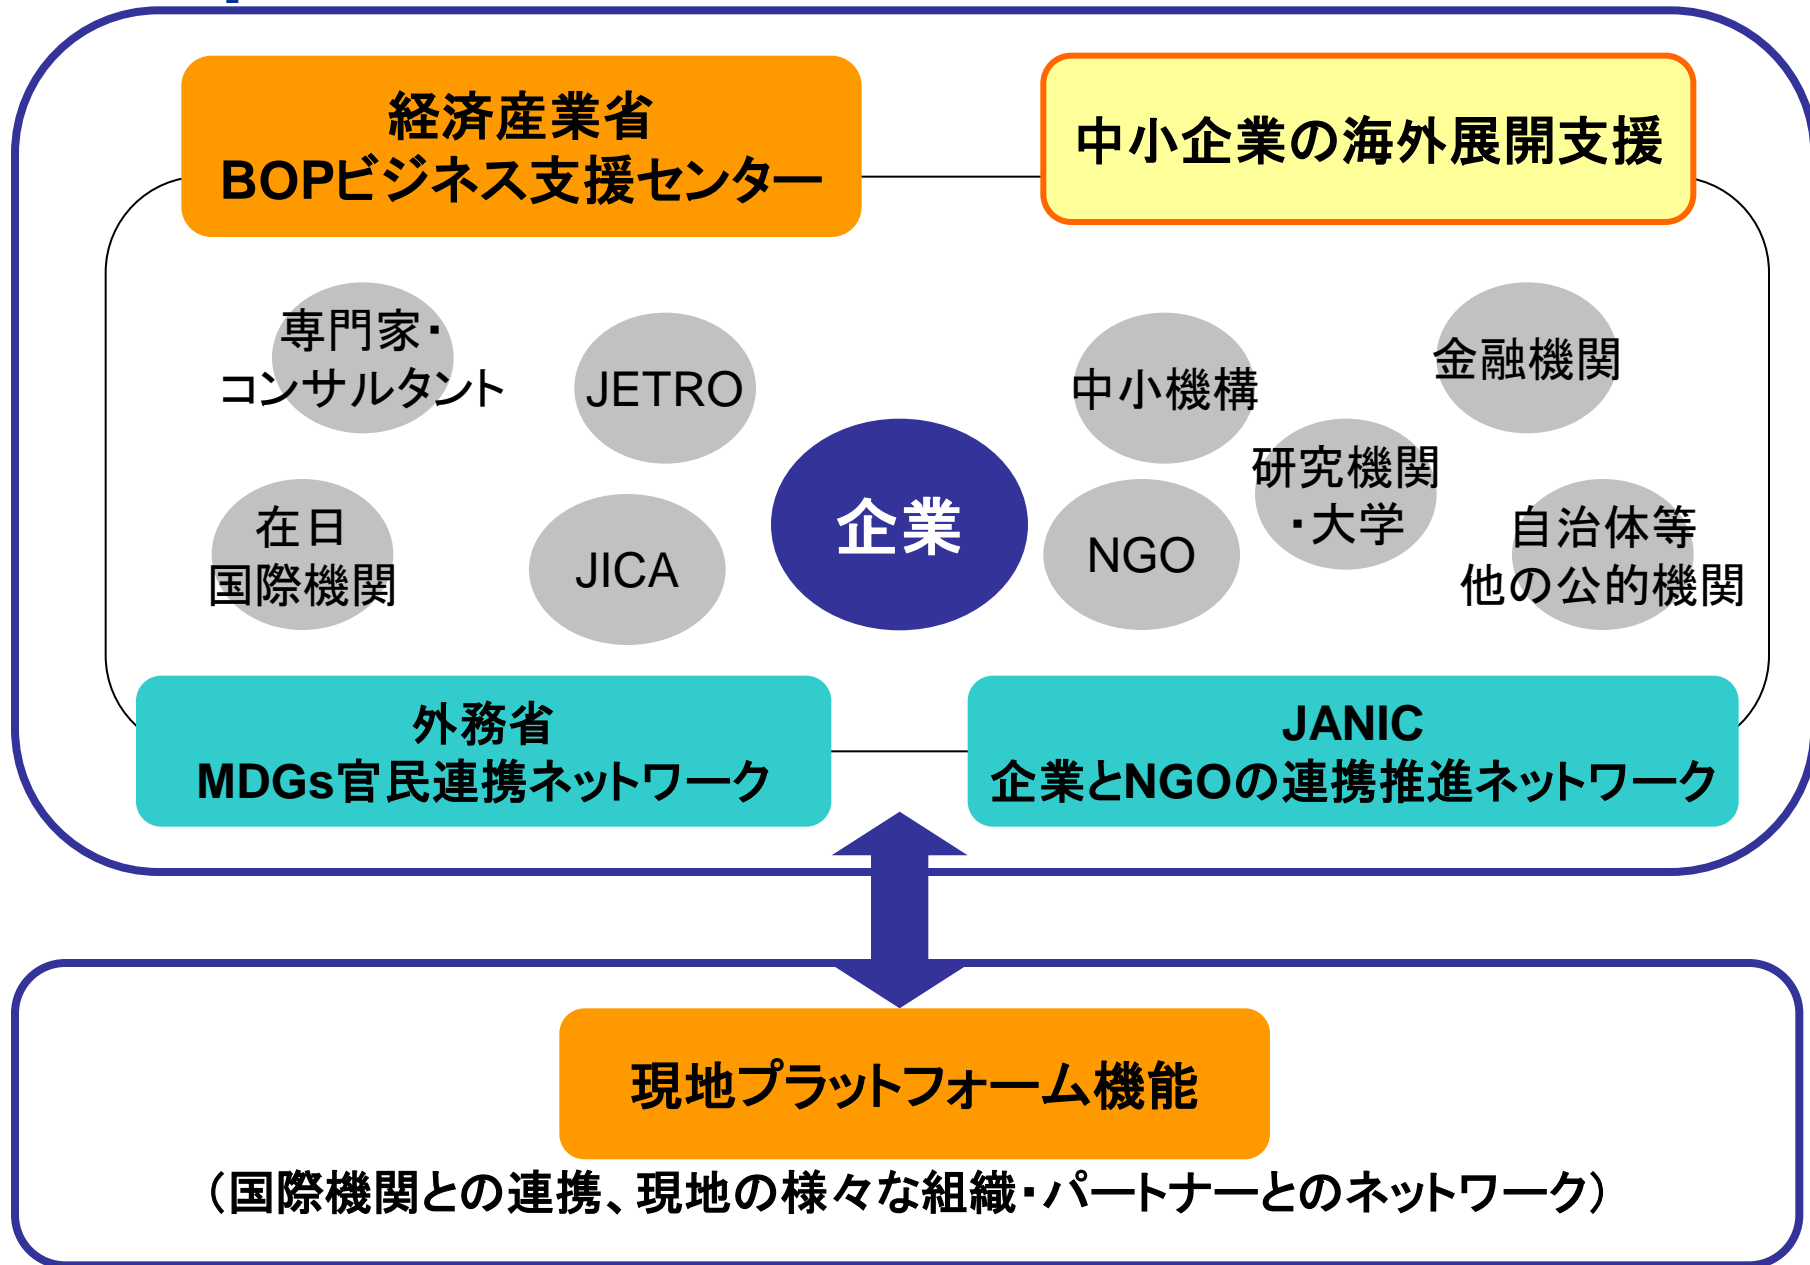 経済産業省
BOPビジネス支援センター
中小企業の海外展開支援
専門家・
コンサルタント
JETRO
中小機構
金融機関
在日
国際機関
JICA
企業
NGO
研究機関
・大学
自治体等
他の公的機関
外務省
MDGs官民連携ネットワーク
JANIC
企業とNGOの連携推進ネットワーク
現地プラットフォーム機能
（国際機関との連携、現地の様々な組織・パートナーとのネットワーク）